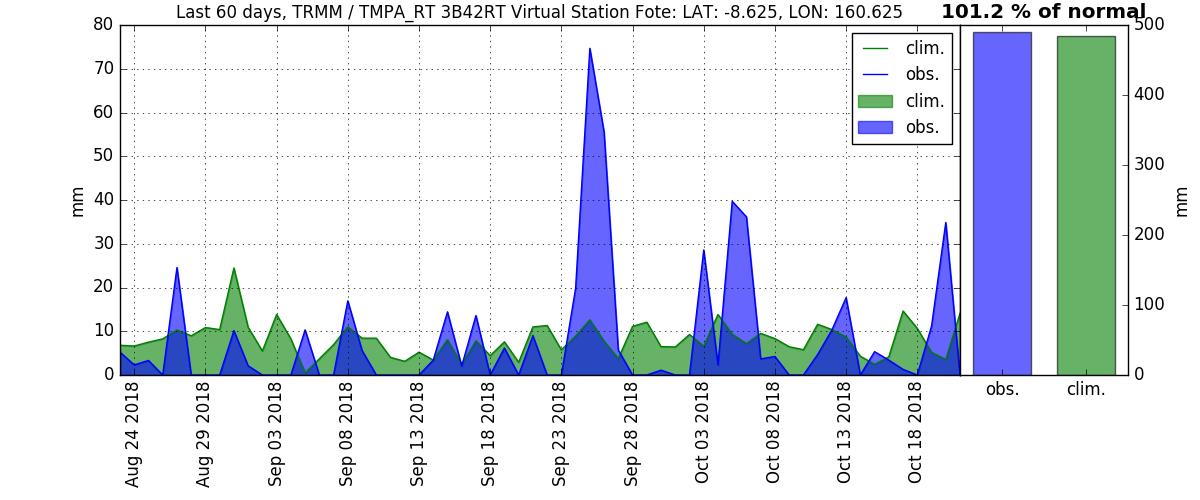 Last 60 days, TRMM / TMPA_RT 3B42RT Virtual Station Fote: LAT: -8.625, LON: 160.625
101.2 % of normal
80
70
60
50
40
30
20
10
0
mm
clim.
obs.
clim.
obs.
500
400
300
200
100
0
mm
obs.
clim.
Aug 24 2018
Aug 29 2018
Sep 03 2018
Sep 08 2018
Sep 13 2018
Sep 18 2018
Sep 23 2018
Sep 28 2018
Oct 03 2018
Oct 08 2018
Oct 13 2018
Oct 18 2018